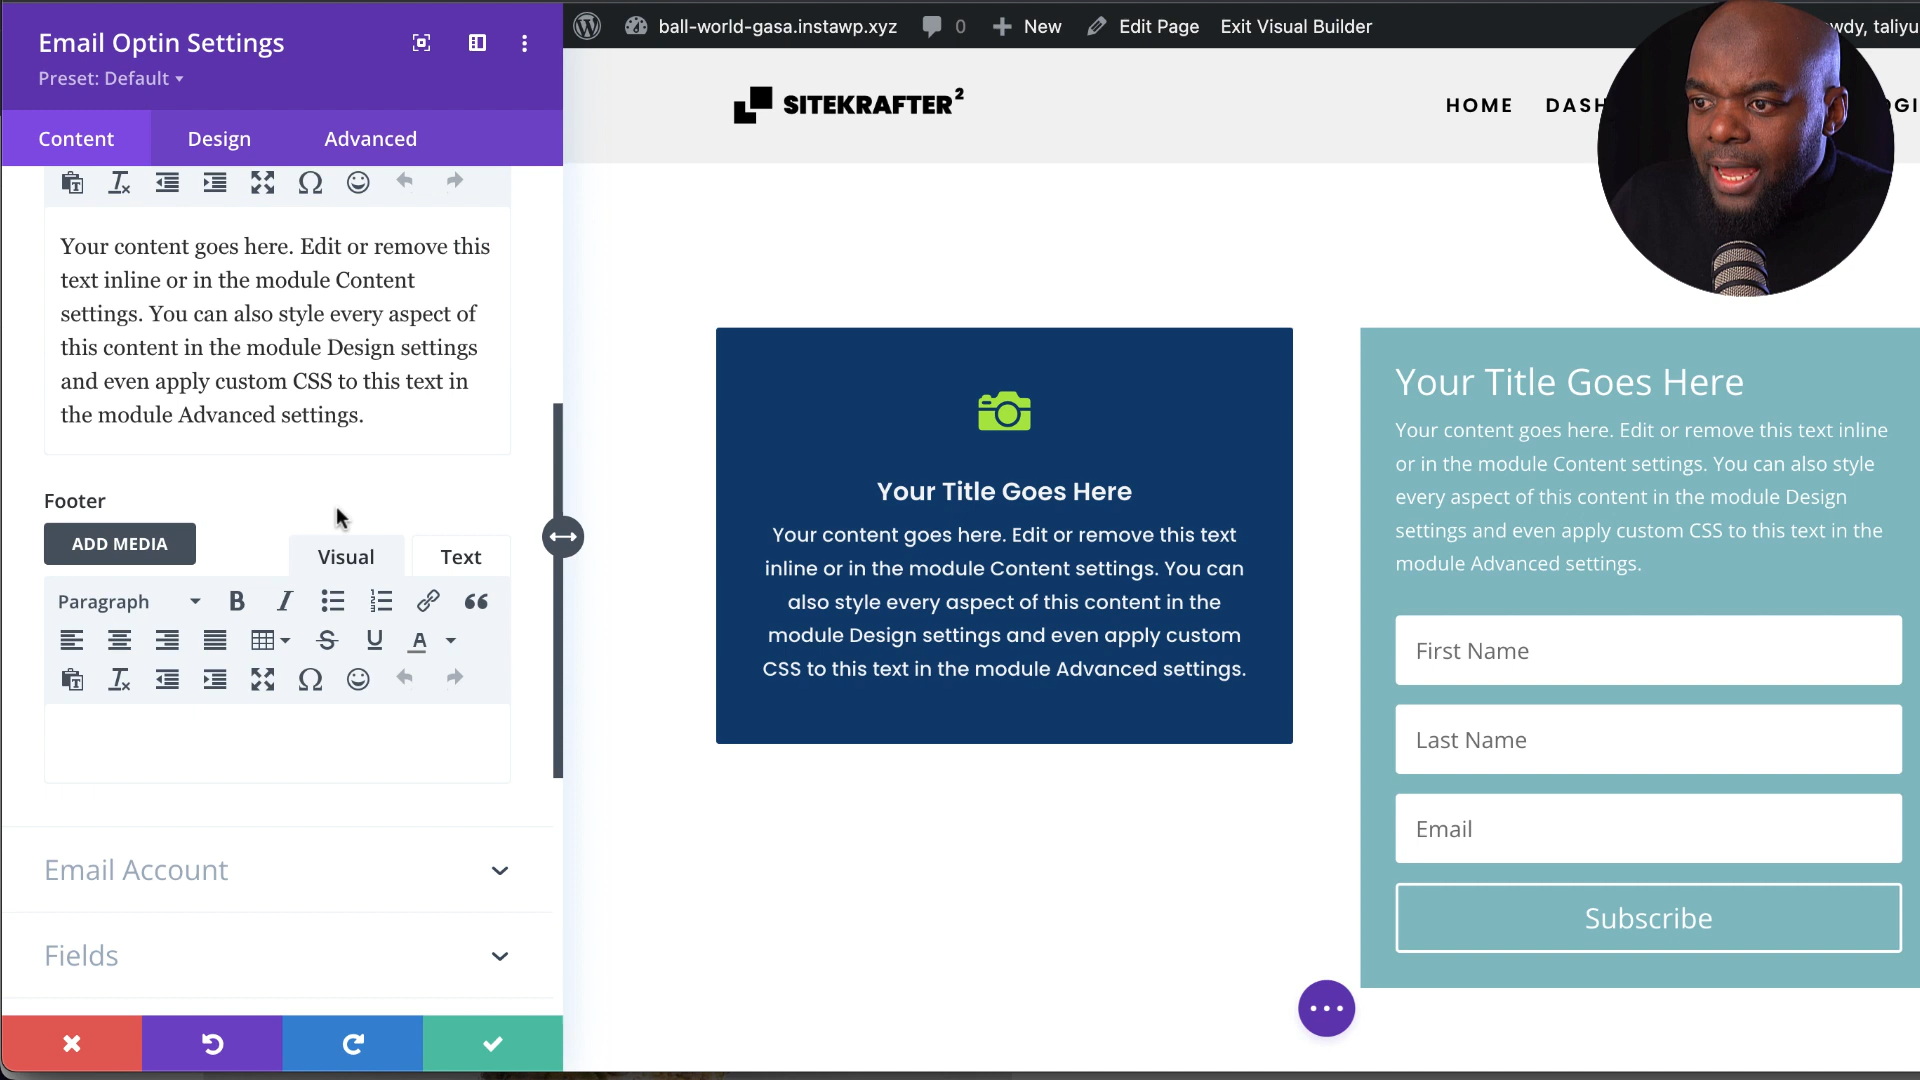 Email Optin Settings
Preset: Default
Content
Design
Advanced
Your content goes here. Edit or remove this
text inline or in the module Content
settings. You can also style every aspect of
this content in the module Design settings
and even apply custom CSS to this text in
the module Advanced settings.
Footer
ADD MEDIA
Visual
Text
Paragraph
Email Account
Fields
ball-world-gasa.instawp.xyz
0
New
Edit Page
Exit Visual Builder
taliyu
SITEKRAFTER²
HOME
Your Title Goes Here
Your content goes here. Edit or remove this text
inline or in the module Content settings. You can
also style every aspect of this content in the
module Design settings and even apply custom
CSS to this text in the module Advanced settings.
Your Title Goes Here
Your content goes here. Edit or remove this text inline
or in the module Content settings. You can also style
every aspect of this content in the module Design
settings and even apply custom CSS to this text in the
module Advanced settings.
First Name
Last Name
Email
Subscribe